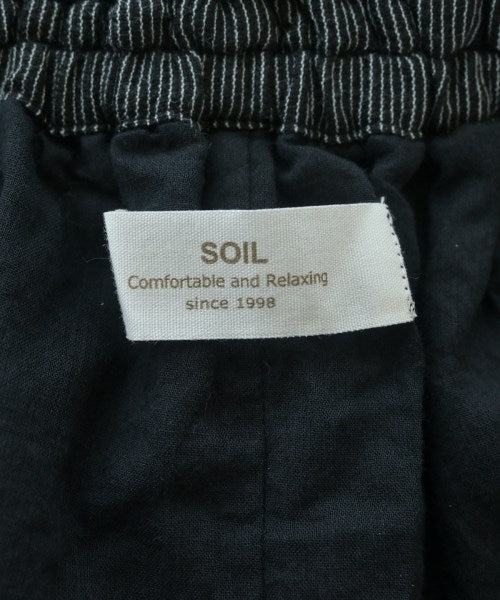 SOIL
Comfortable and Relaxing
since 1998